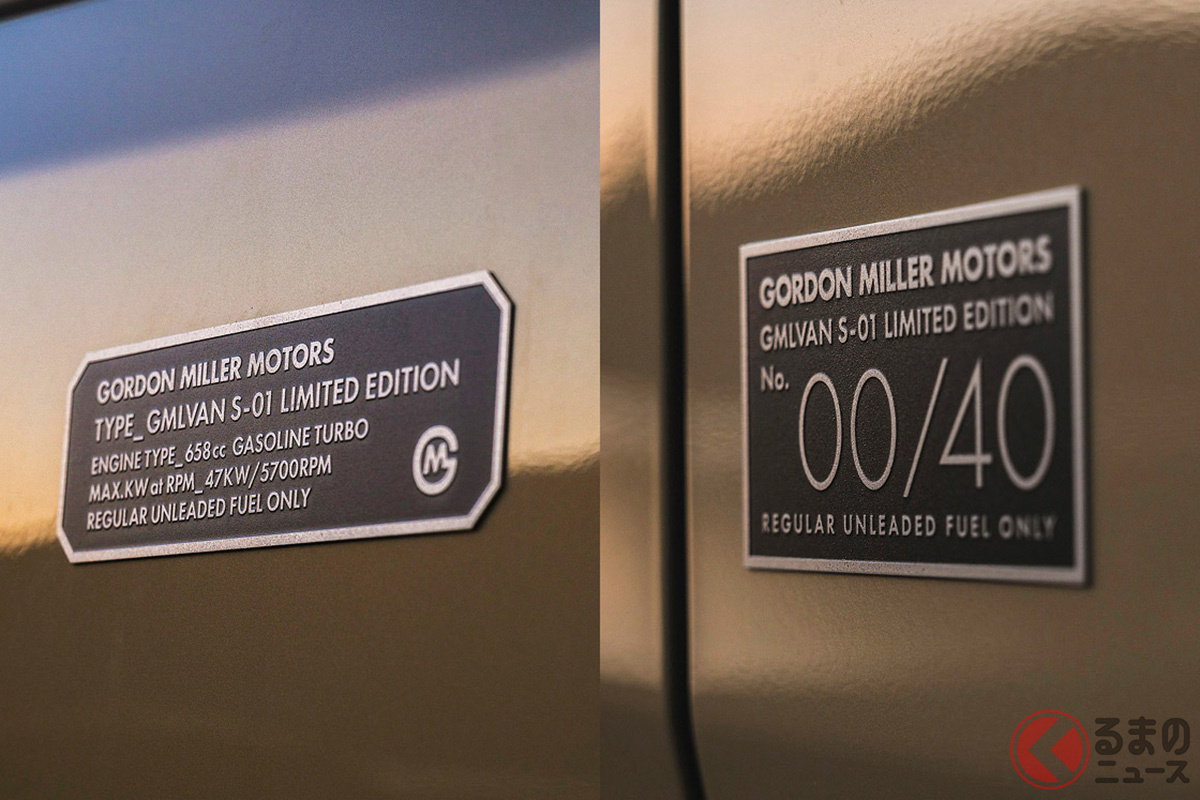 GORDON MILLER MOTORS
TYPE_GMLVAN S-01 LIMITED EDITION
ENGINE TYPE_658cc GASOLINE TURBO
MAX.KW at RPM_47KW/5700RPM
REGULAR UNLEADED FUEL ONLY
GM
GORDON MILLER MOTORS
GMLVAN S-01 LIMITED EDITION
No. 00/40
REGULAR UNLEADED FUEL ONLY
くるまの
ニュース